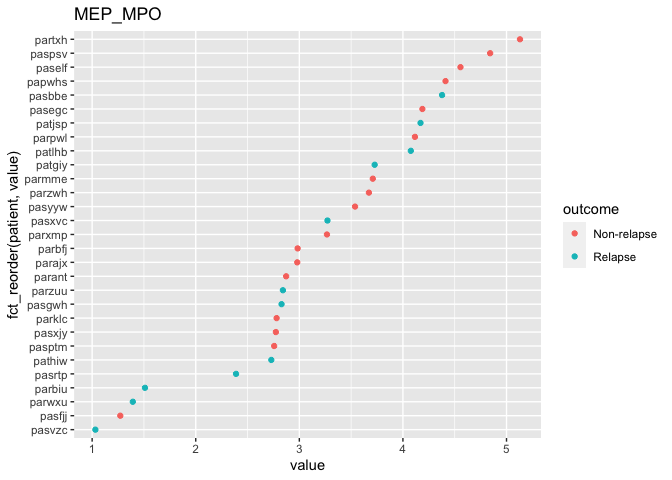 MEP_MPO
fct_reorder(patient, value)
partxh
paspsv
paself
papwhs
pasbbe
pasegc
patjsp
parpwl
patlhb
patgiy
parmme
parzwh
pasyyw
pasxvc
parxmp
parbfj
parajx
parant
parzuu
pasgwh
parklc
pasxjy
pasptm
pathiw
pasrtp
parbiu
parwxu
pasfjj
pasvzc
1 2 3 4 5
value
outcome
Non-relapse
Relapse